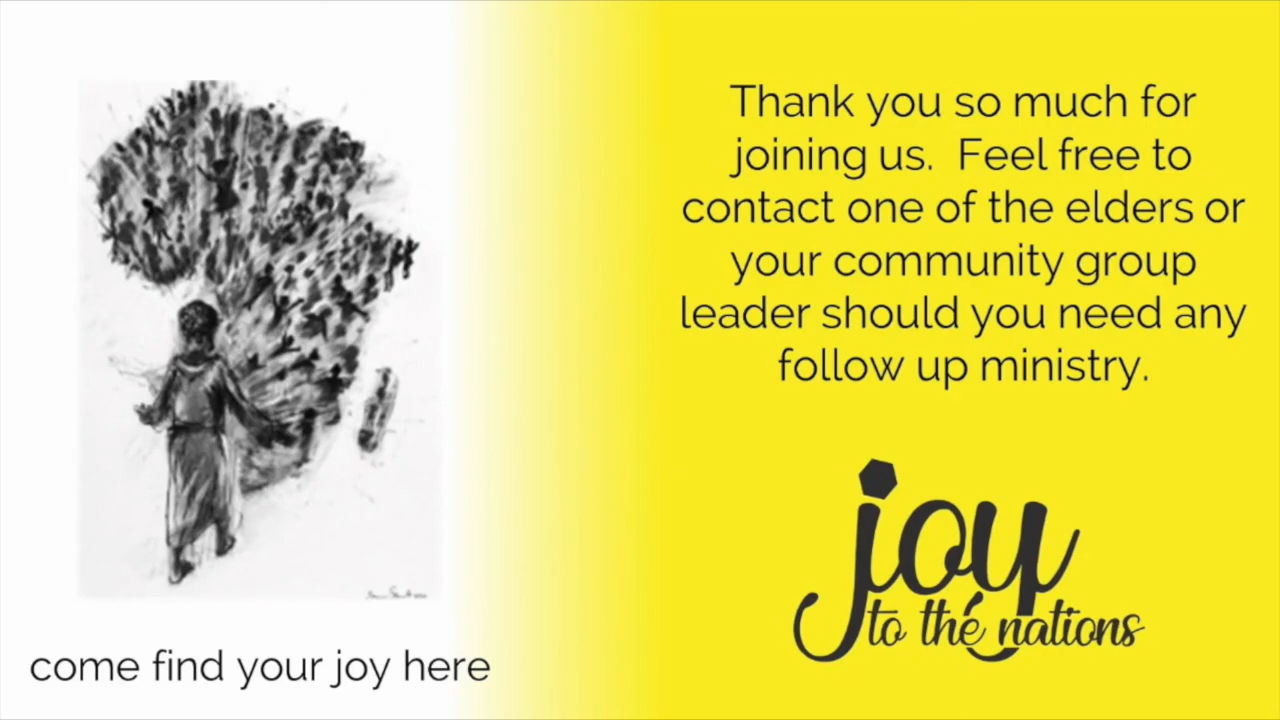 Thank you so much for
joining us.  Feel free to
contact one of the elders or
your community group
leader should you need any
follow up ministry.
joy
to the nations
come find your joy here